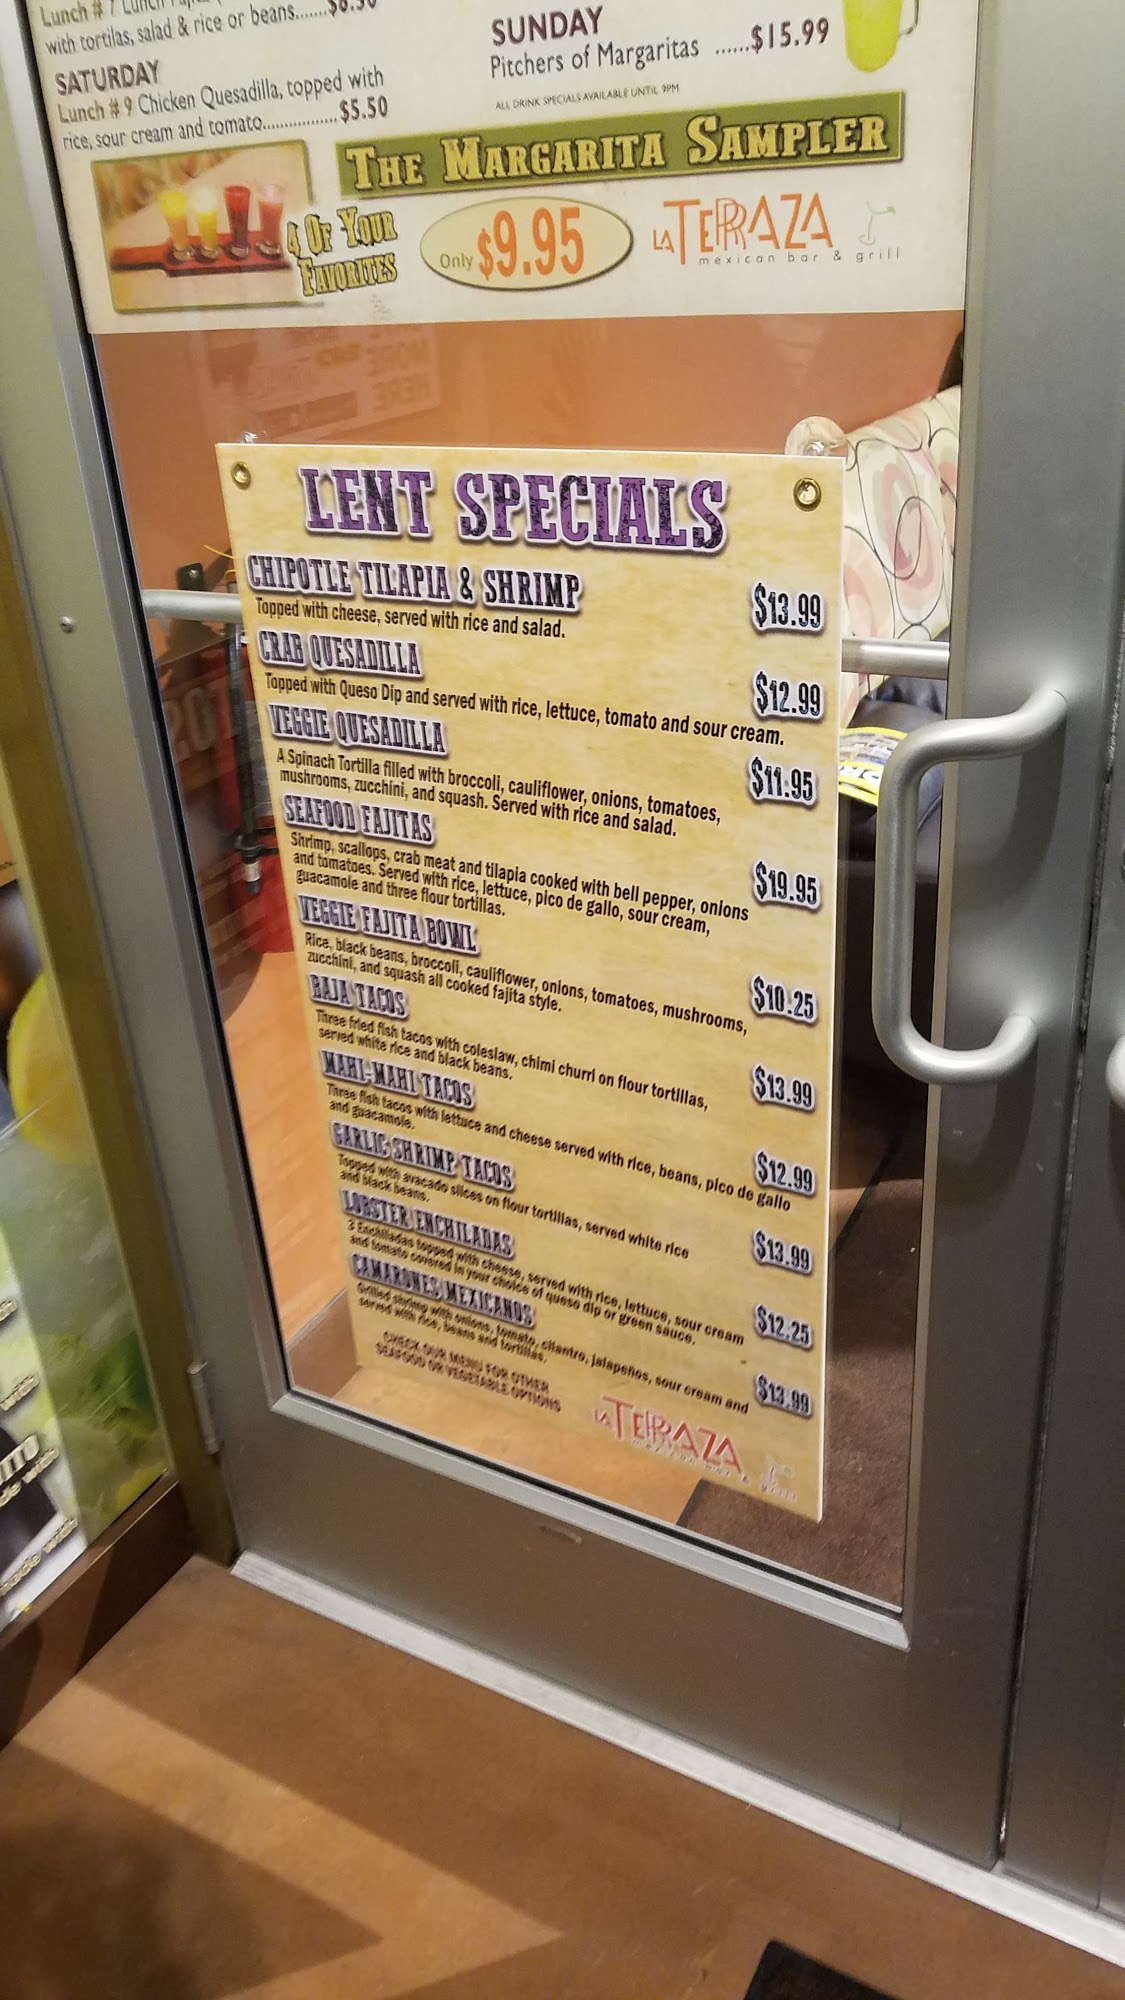 Lunch # 7 Lunch
with tortilas, salad & rice or beans.......$6.50
SATURDAY
Lunch # 9 Chicken Quesadilla, topped with
rice, sour cream and tomato.................$5.50
SUNDAY
Pitchers of Margaritas ......$15.99
ALL DRINK SPECIALS AVAILABLE UNTIL 9PM
THE MARGARITA SAMPLER
4 OF YOUR
FAVORITES
Only $9.95
LA TERRAZA
mexican bar & grill
MORE
HERE
LENT SPECIALS
CHIPOTLE TILAPIA & SHRIMP $13.99
Topped with cheese, served with rice and salad.
CRAB QUESADILLA $12.99
Topped with Queso Dip and served with rice, lettuce, tomato and sour cream.
VEGGIE QUESADILLA $11.95
A Spinach Tortilla filled with broccoli, cauliflower, onions, tomatoes,
mushrooms, zucchini, and squash. Served with rice and salad.
SEAFOOD FAJITAS $19.95
Shrimp, scallops, crab meat and tilapia cooked with bell pepper, onions
and tomatoes. Served with rice, lettuce, pico de gallo, sour cream,
guacamole and three flour tortillas.
VEGGIE FAJITA BOWL $10.25
Rice, black beans, broccoli, cauliflower, onions, tomatoes, mushrooms,
zucchini, and squash all cooked fajita style.
BAJA TACOS $13.99
Three fried fish tacos with coleslaw, chimi churri on flour tortillas,
served white rice and black beans.
MAHI-MAHI TACOS $12.99
Three fish tacos with lettuce and cheese served with rice, beans, pico de gallo
and guacamole.
GARLIC SHRIMP TACOS $13.99
Topped with avacado slices on flour tortillas, served white rice
and black beans.
LOBSTER ENCHILADAS $12.25
3 Enchiladas topped with cheese, served with rice, lettuce, sour cream
and tomato covered in your choice of queso dip or green sauce.
CAMARONES MEXICANOS $13.99
Grilled shrimp with onions, tomato, cilantro, jalapeños, sour cream and
served with rice, beans and tortillas.
CHECK OUR MENU FOR OTHER
SEAFOOD OR VEGETABLE OPTIONS
LA TERRAZA
mexican bar & grill